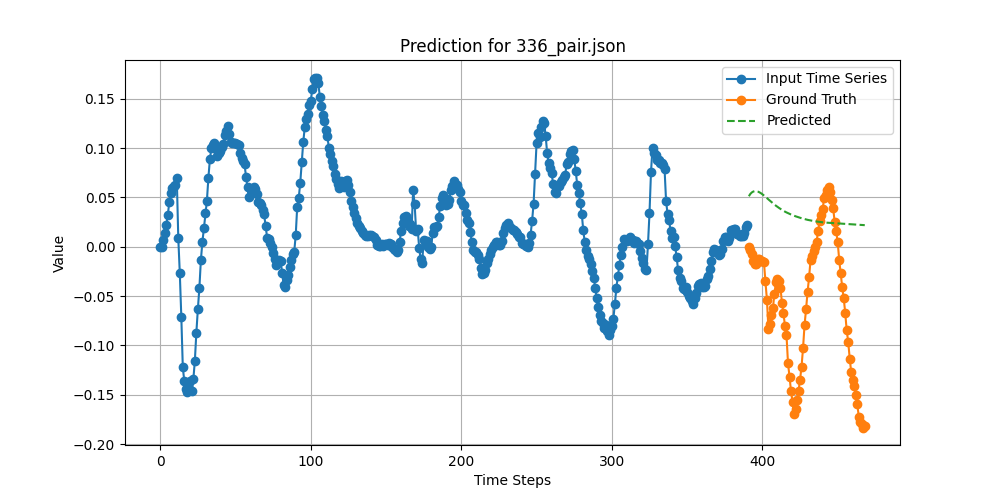 Prediction for 336_pair.json
Input Time Series
Ground Truth
Predicted
Value
0.15
0.10
0.05
0.00
−0.05
−0.10
−0.15
−0.20
0 100 200 300 400
Time Steps